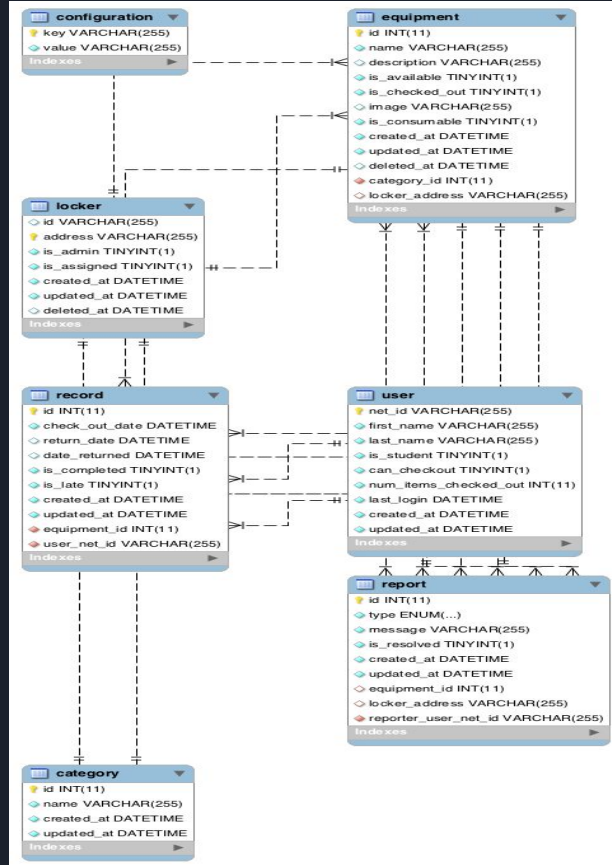 configuration
key VARCHAR(255)
value VARCHAR(255)
Indexes
equipment
id INT(11)
name VARCHAR(255)
description VARCHAR(255)
is_available TINYINT(1)
is_checked_out TINYINT(1)
image VARCHAR(255)
is_consumable TINYINT(1)
created_at DATETIME
updated_at DATETIME
deleted_at DATETIME
category_id INT(11)
locker_address VARCHAR(255)
Indexes
locker
id VARCHAR(255)
address VARCHAR(255)
is_admin TINYINT(1)
is_assigned TINYINT(1)
created_at DATETIME
updated_at DATETIME
deleted_at DATETIME
Indexes
record
id INT(11)
check_out_date DATETIME
return_date DATETIME
date_returned DATETIME
is_completed TINYINT(1)
is_late TINYINT(1)
created_at DATETIME
updated_at DATETIME
equipment_id INT(11)
user_net_id VARCHAR(255)
Indexes
user
net_id VARCHAR(255)
first_name VARCHAR(255)
last_name VARCHAR(255)
is_student TINYINT(1)
can_checkout TINYINT(1)
num_items_checked_out INT(11)
last_login DATETIME
created_at DATETIME
updated_at DATETIME
Indexes
report
id INT(11)
type ENUM(...)
message VARCHAR(255)
is_resolved TINYINT(1)
created_at DATETIME
updated_at DATETIME
equipment_id INT(11)
locker_address VARCHAR(255)
reporter_user_net_id VARCHAR(255)
Indexes
category
id INT(11)
name VARCHAR(255)
created_at DATETIME
updated_at DATETIME
Indexes